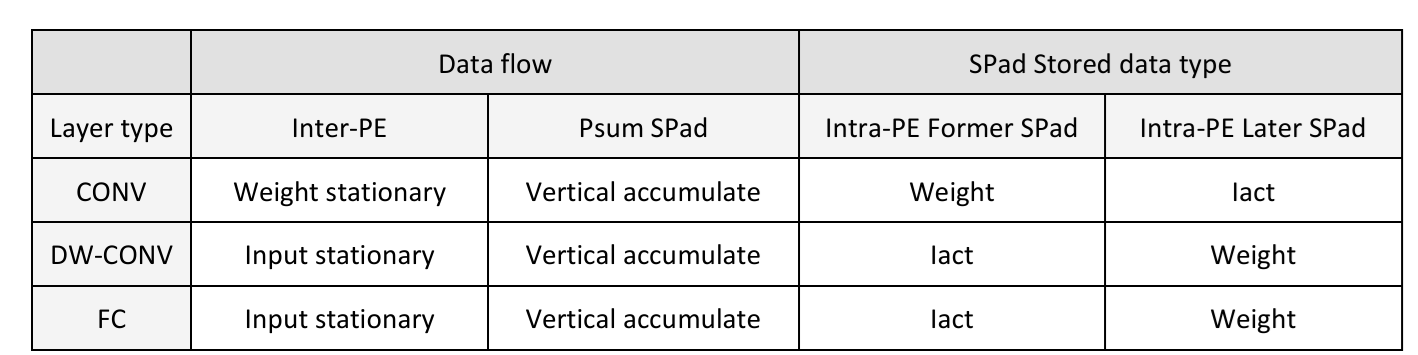 Data flow SPad Stored data type
Layer type Inter-PE Psum SPad Intra-PE Former SPad Intra-PE Later SPad
CONV Weight stationary Vertical accumulate Weight Iact
DW-CONV Input stationary Vertical accumulate Iact Weight
FC Input stationary Vertical accumulate Iact Weight